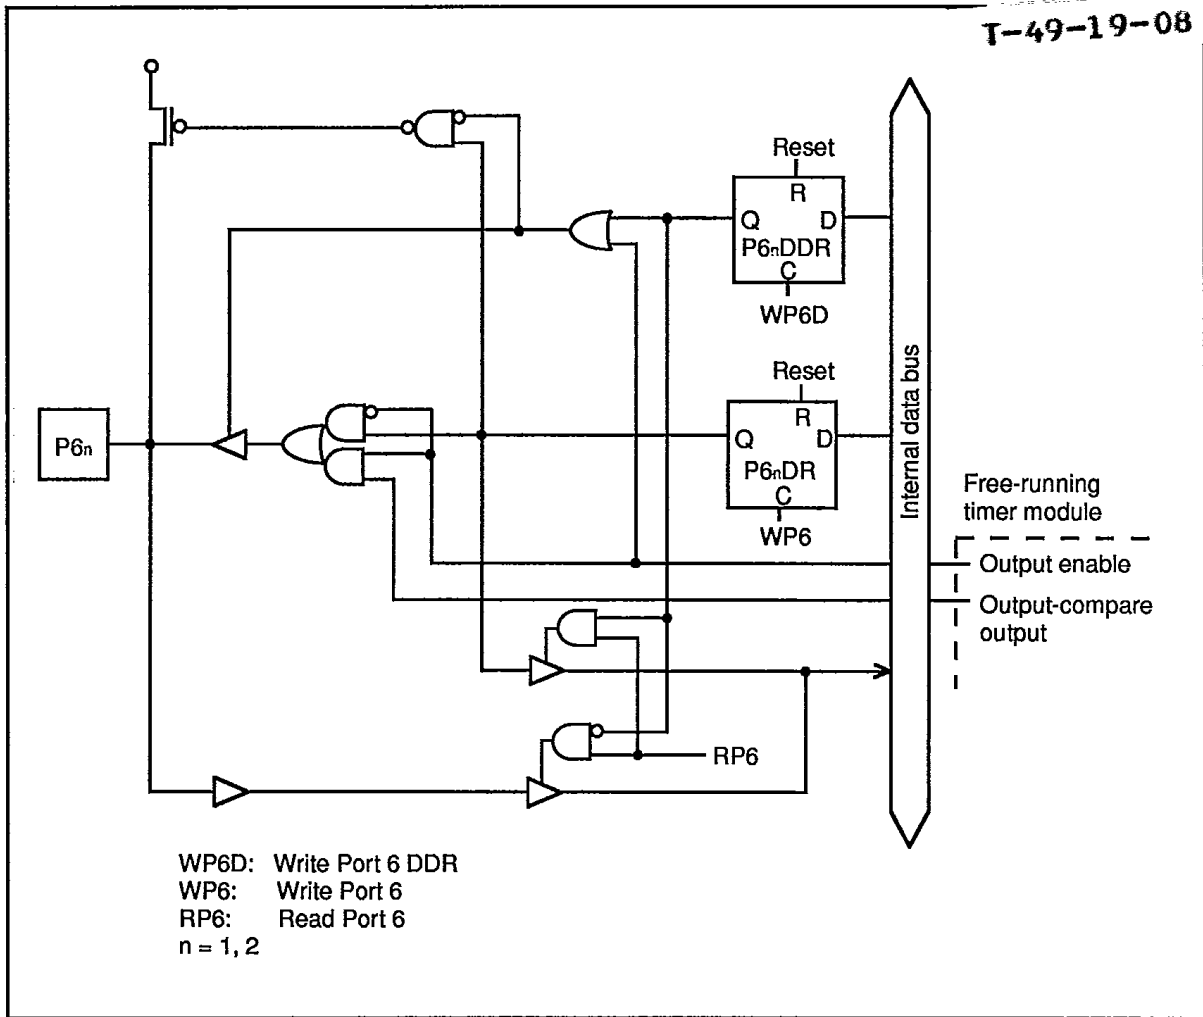 T-49-19-08
Reset
R
Q D
P6nDDR
C
WP6D
Reset
R
Q D
P6nDR
C
WP6
P6n
Internal data bus
Free-running
timer module
Output enable
Output-compare
output
RP6
WP6D: Write Port 6 DDR
WP6: Write Port 6
RP6: Read Port 6
n = 1, 2